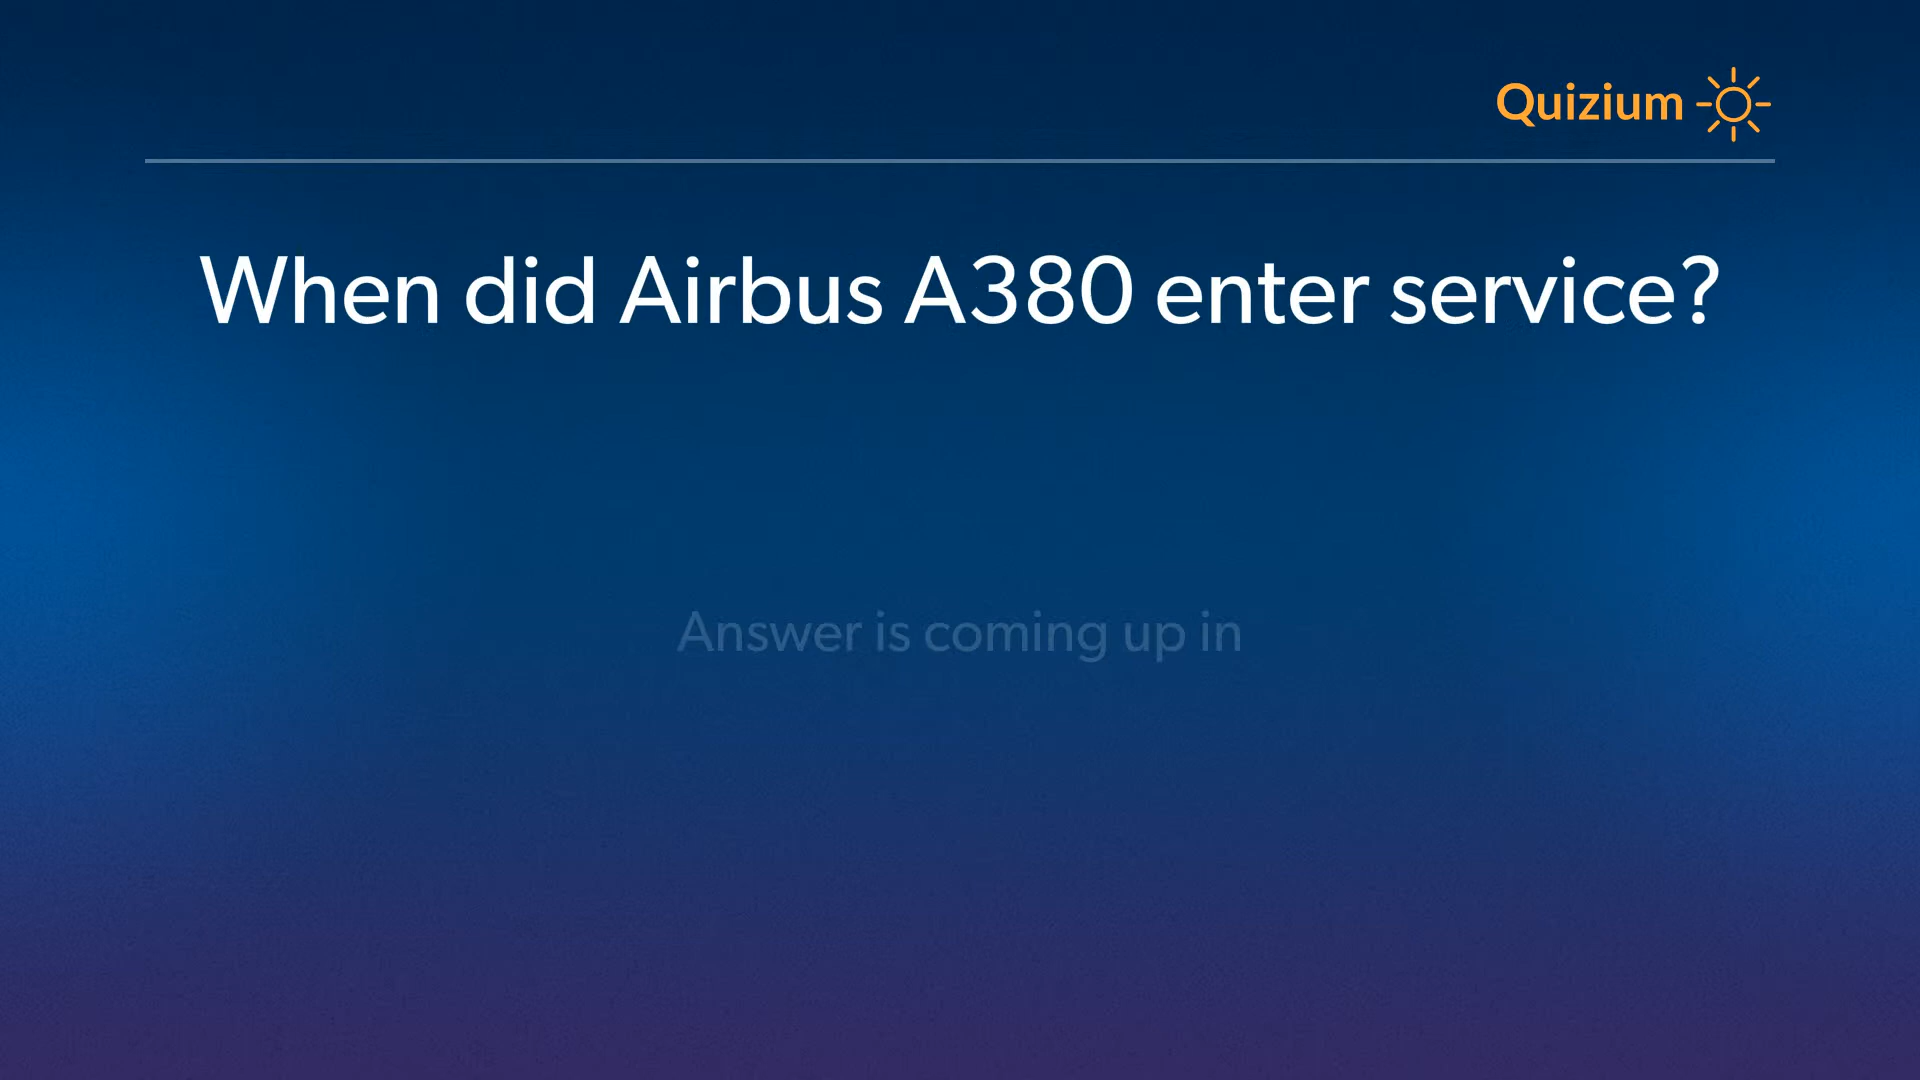 Quizium
When did Airbus A380 enter service?
Answer is coming up in